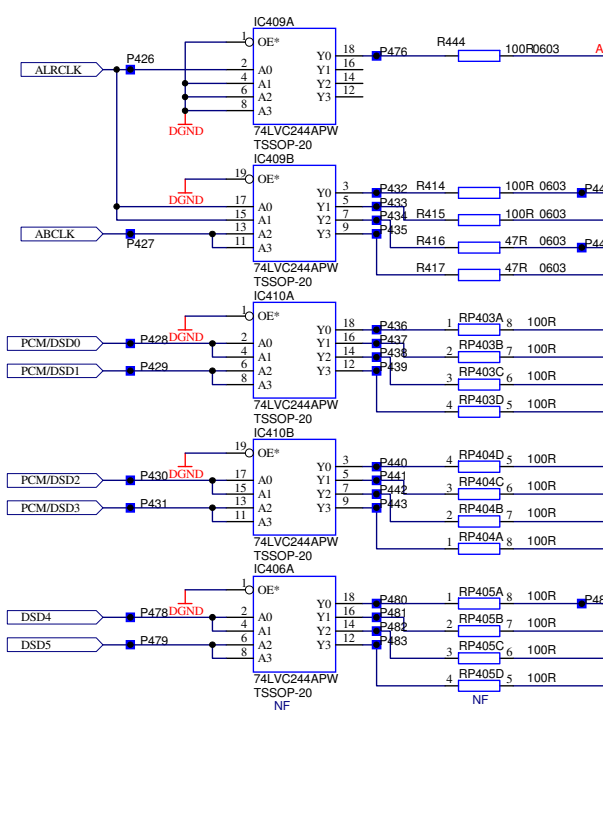 IC409A
1 OE*
P426
ALRCLK
2 A0
4 A1
6 A2
8 A3
Y0 18
Y1 16
Y2 14
Y3 12
P476
R444
100R 0603
A
DGND
74LVC244APW
TSSOP-20
IC409B
19 OE*
DGND
17 A0
15 A1
13 A2
11 A3
Y0 3
Y1 5
Y2 7
Y3 9
ABCLK
P427
P432
P433
P434
P435
R414 100R 0603 P44
R415 100R 0603
R416 47R 0603 P44
R417 47R 0603
74LVC244APW
TSSOP-20
IC410A
1 OE*
DGND
PCM/DSD0 P428
PCM/DSD1 P429
2 A0
4 A1
6 A2
8 A3
Y0 18
Y1 16
Y2 14
Y3 12
P436
P437
P438
P439
1 RP403A 8 100R
2 RP403B 7 100R
3 RP403C 6 100R
4 RP403D 5 100R
74LVC244APW
TSSOP-20
IC410B
19 OE*
DGND
PCM/DSD2 P430
PCM/DSD3 P431
17 A0
15 A1
13 A2
11 A3
Y0 3
Y1 5
Y2 7
Y3 9
P440
P441
P442
P443
4 RP404D 5 100R
3 RP404C 6 100R
2 RP404B 7 100R
1 RP404A 8 100R
74LVC244APW
TSSOP-20
IC406A
1 OE*
DGND
DSD4 P478
DSD5 P479
2 A0
4 A1
6 A2
8 A3
Y0 18
Y1 16
Y2 14
Y3 12
P480
P481
P482
P483
1 RP405A 8 100R P48
2 RP405B 7 100R
3 RP405C 6 100R
4 RP405D 5 100R
74LVC244APW
TSSOP-20
NF
NF